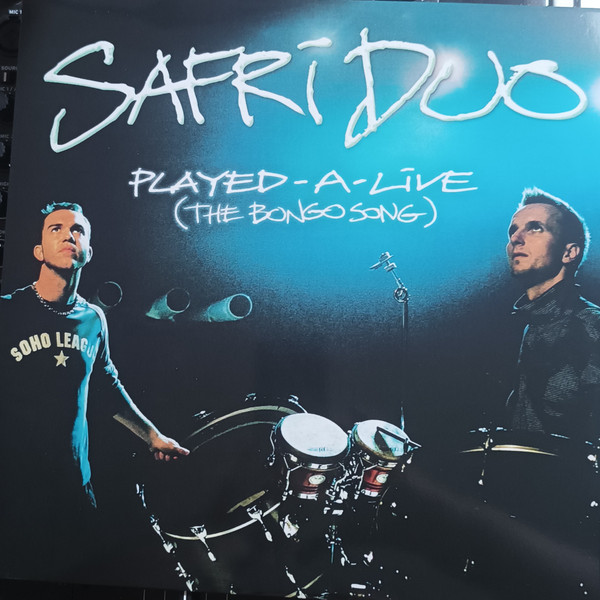 SAFRI DUO
PLAYED-A-LIVE
(THE BONGO SONG)
SOHO LEAGU